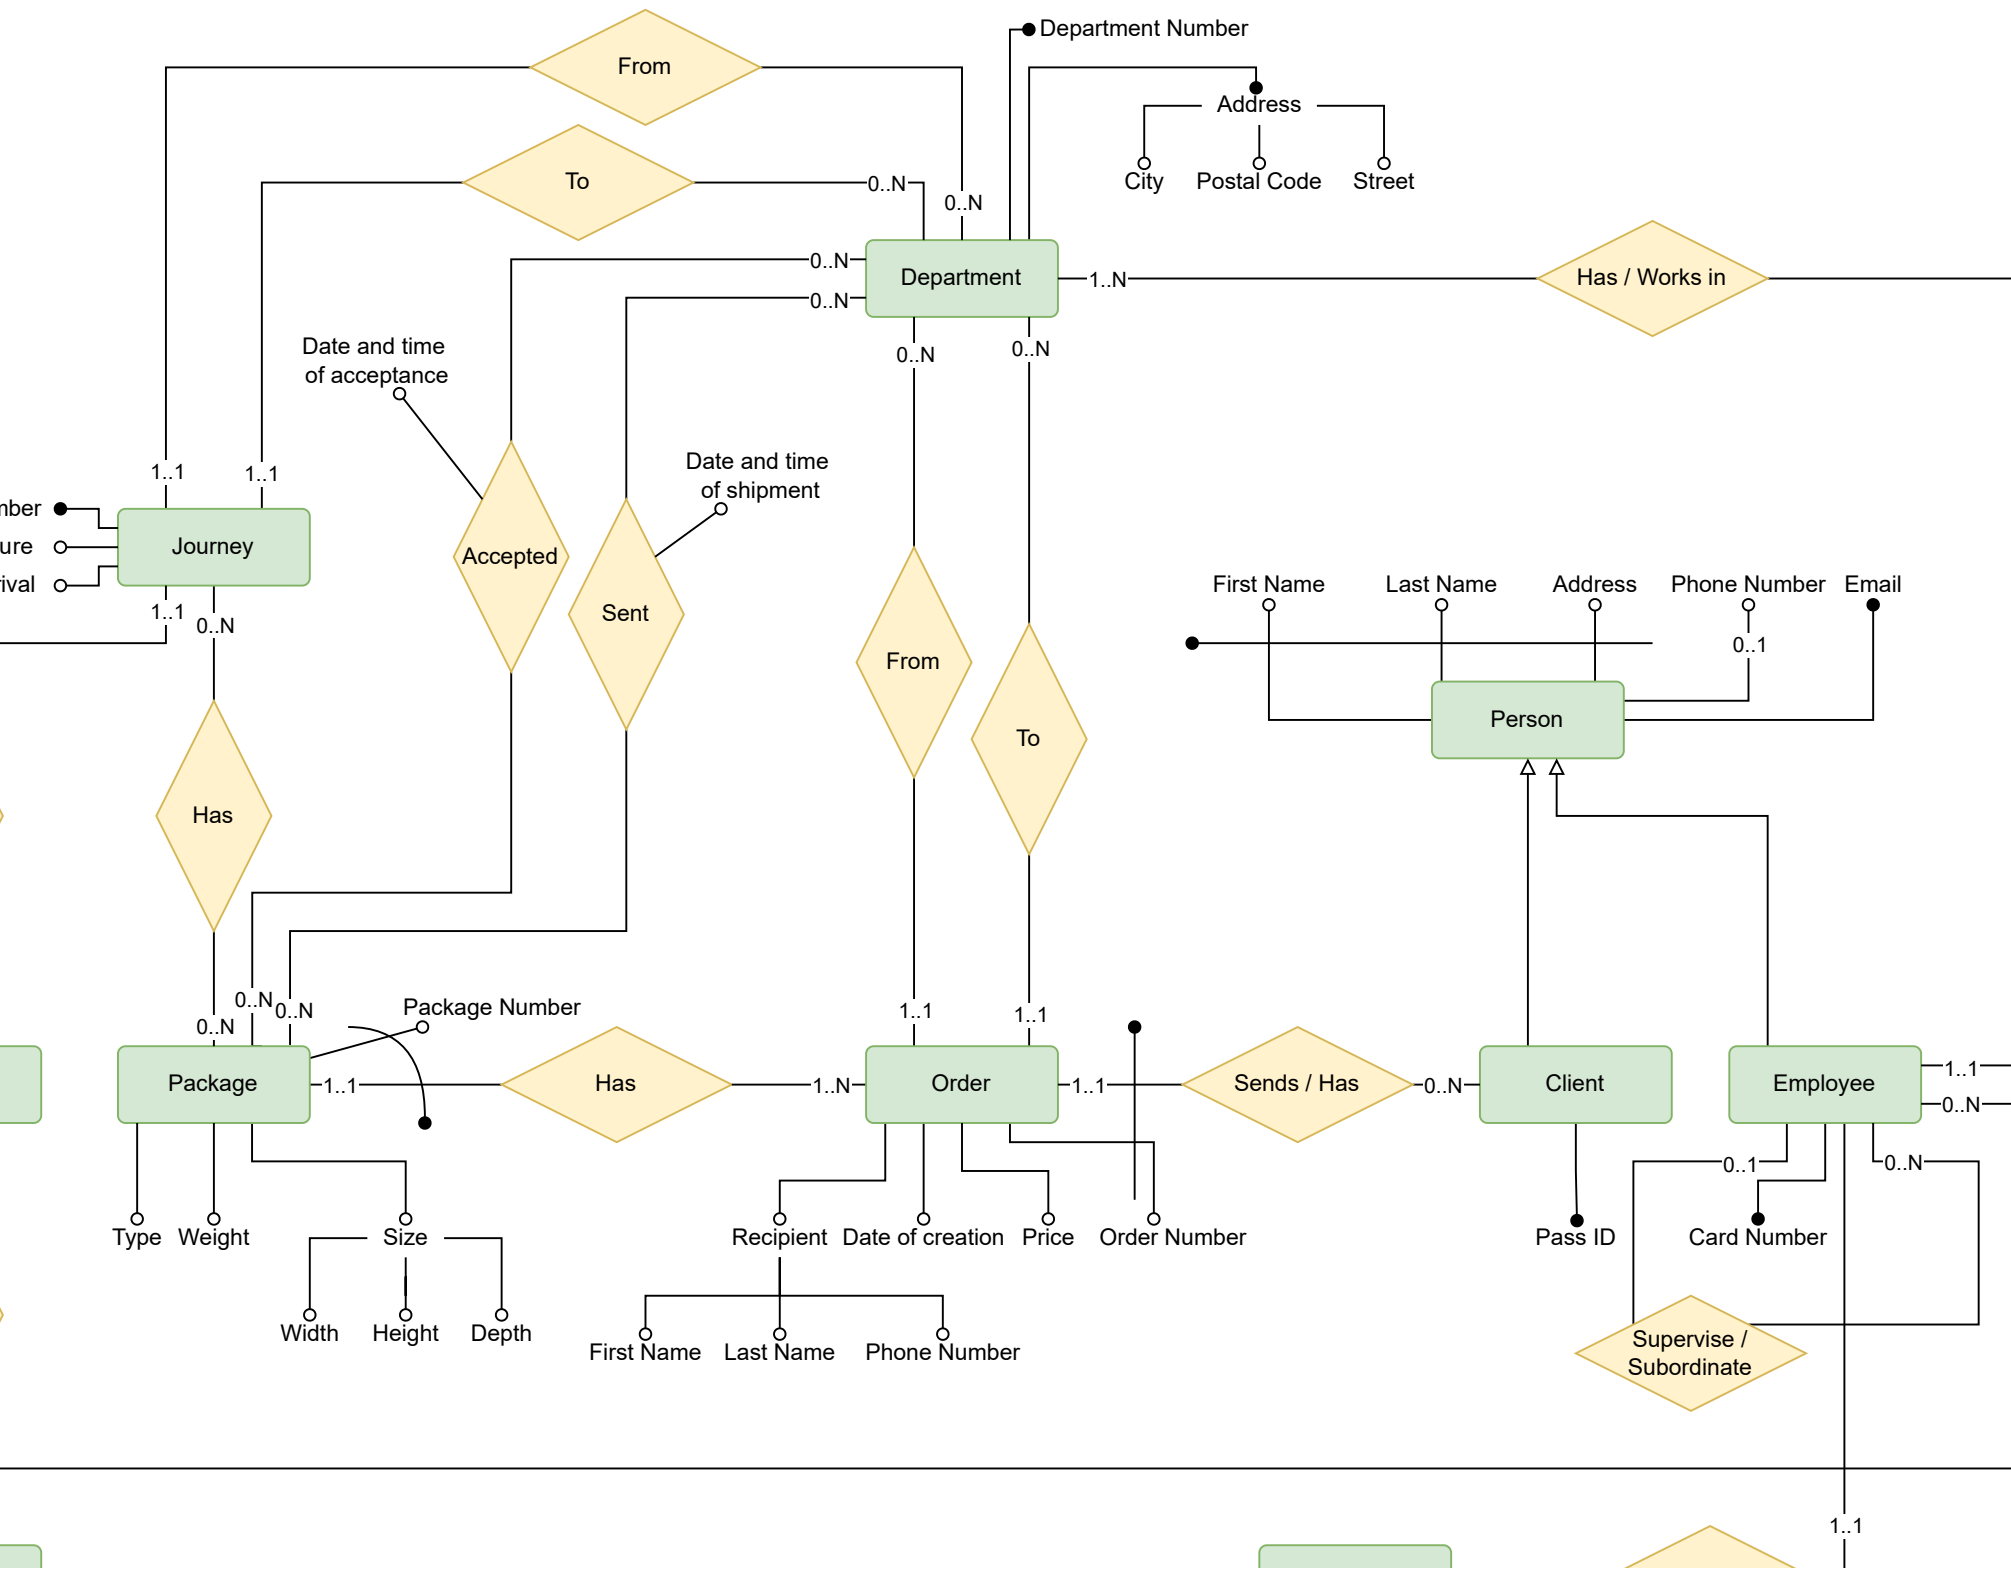 Department Number
From
Address
To
0..N
City
Postal Code
Street
0..N
0..N
Department
1..N
Has / Works in
0..N
0..N
0..N
Date and time
of acceptance
Date and time
of shipment
1..1
1..1
mber
Journey
ure
ival
Accepted
1..1
0..N
Sent
First Name
Last Name
Address
Phone Number
Email
0..1
From
Person
To
Has
0..N
0..N
0..N
Package Number
1..1
1..1
Package
1..1
Has
1..N
Order
1..1
Sends / Has
0..N
Client
Employee
1..1
0..N
0..1
0..N
Type
Weight
Size
Recipient
Date of creation
Price
Order Number
Pass ID
Card Number
Width
Height
Depth
First Name
Last Name
Phone Number
Supervise /
Subordinate
1..1